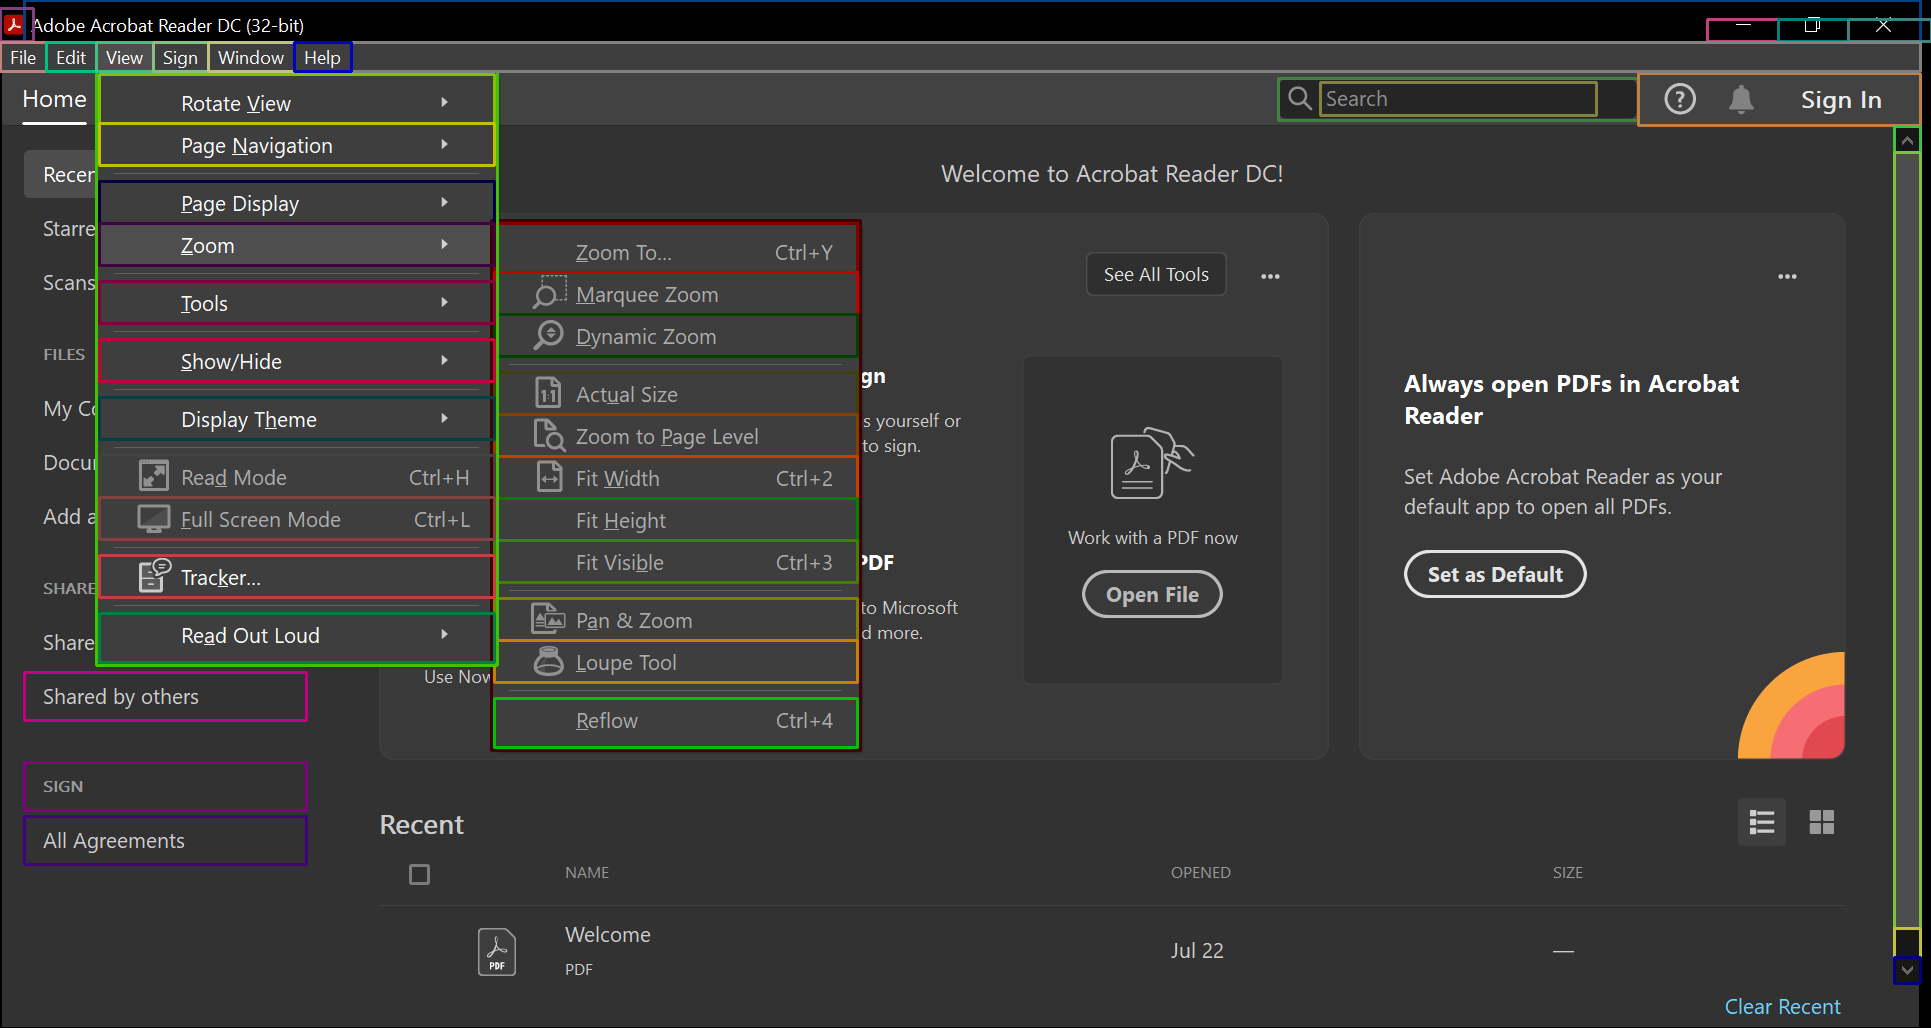 Adobe Acrobat Reader DC (32-bit)
File Edit View Sign Window Help
Home
Search
Sign In
Rotate View
Page Navigation
Page Display
Zoom
Tools
Show/Hide
Display Theme
Read Mode Ctrl+H
Full Screen Mode Ctrl+L
Tracker...
Read Out Loud
Zoom To... Ctrl+Y
Marquee Zoom
Dynamic Zoom
Actual Size
Zoom to Page Level
Fit Width Ctrl+2
Fit Height
Fit Visible Ctrl+3
Pan & Zoom
Loupe Tool
Reflow Ctrl+4
Recen
Starre
Scans
FILES
My Co
Docu
Add a
SHARE
Share
Shared by others
SIGN
All Agreements
Welcome to Acrobat Reader DC!
See All Tools
gn
s yourself or
to sign.
PDF
to Microsoft
d more.
Use Now
Work with a PDF now
Open File
Always open PDFs in Acrobat
Reader
Set Adobe Acrobat Reader as your
default app to open all PDFs.
Set as Default
Recent
NAME OPENED SIZE
Welcome
PDF
PDF
Jul 22
—
Clear Recent